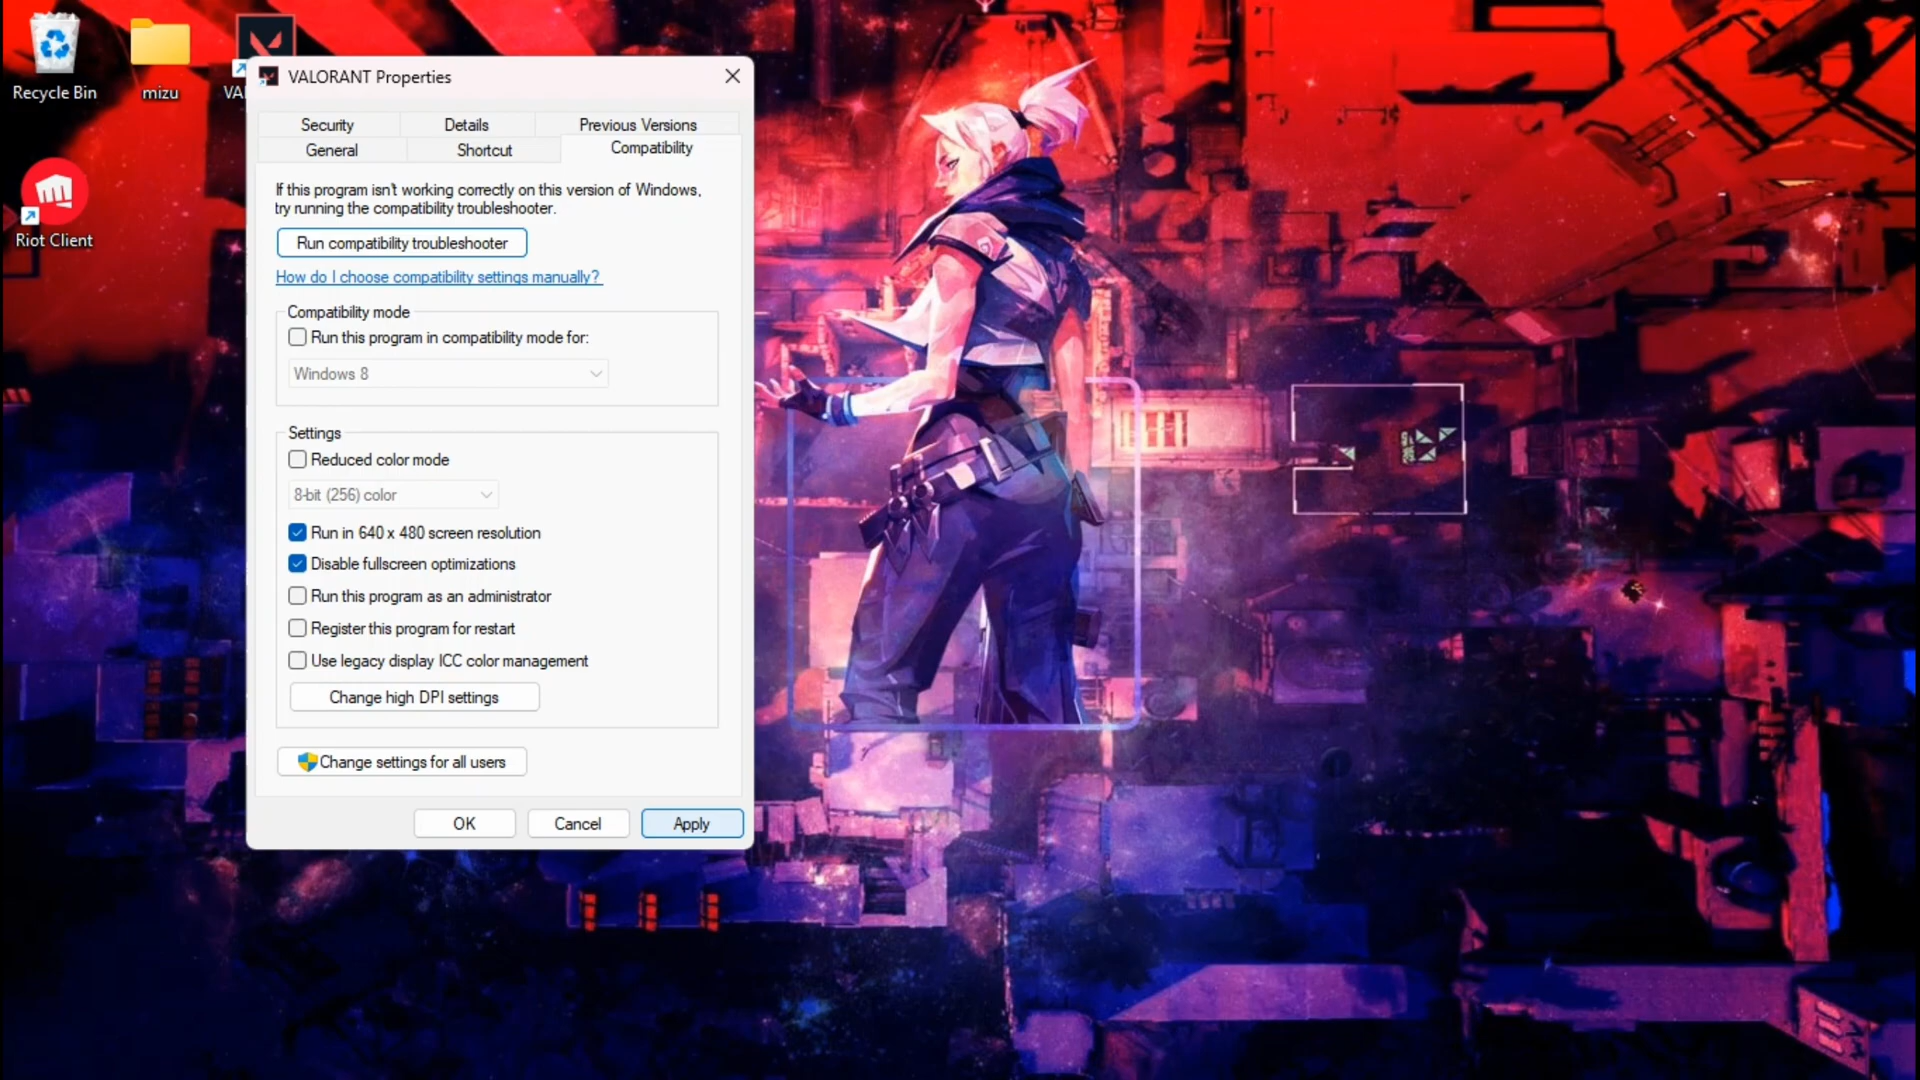 Recycle Bin
mizu
VA
Riot Client
VALORANT Properties
Security
Details
Previous Versions
General
Shortcut
Compatibility
If this program isn't working correctly on this version of Windows,
try running the compatibility troubleshooter.
Run compatibility troubleshooter
How do I choose compatibility settings manually?
Compatibility mode
Run this program in compatibility mode for:
Windows 8
Settings
Reduced color mode
8-bit (256) color
Run in 640 x 480 screen resolution
Disable fullscreen optimizations
Run this program as an administrator
Register this program for restart
Use legacy display ICC color management
Change high DPI settings
Change settings for all users
OK
Cancel
Apply